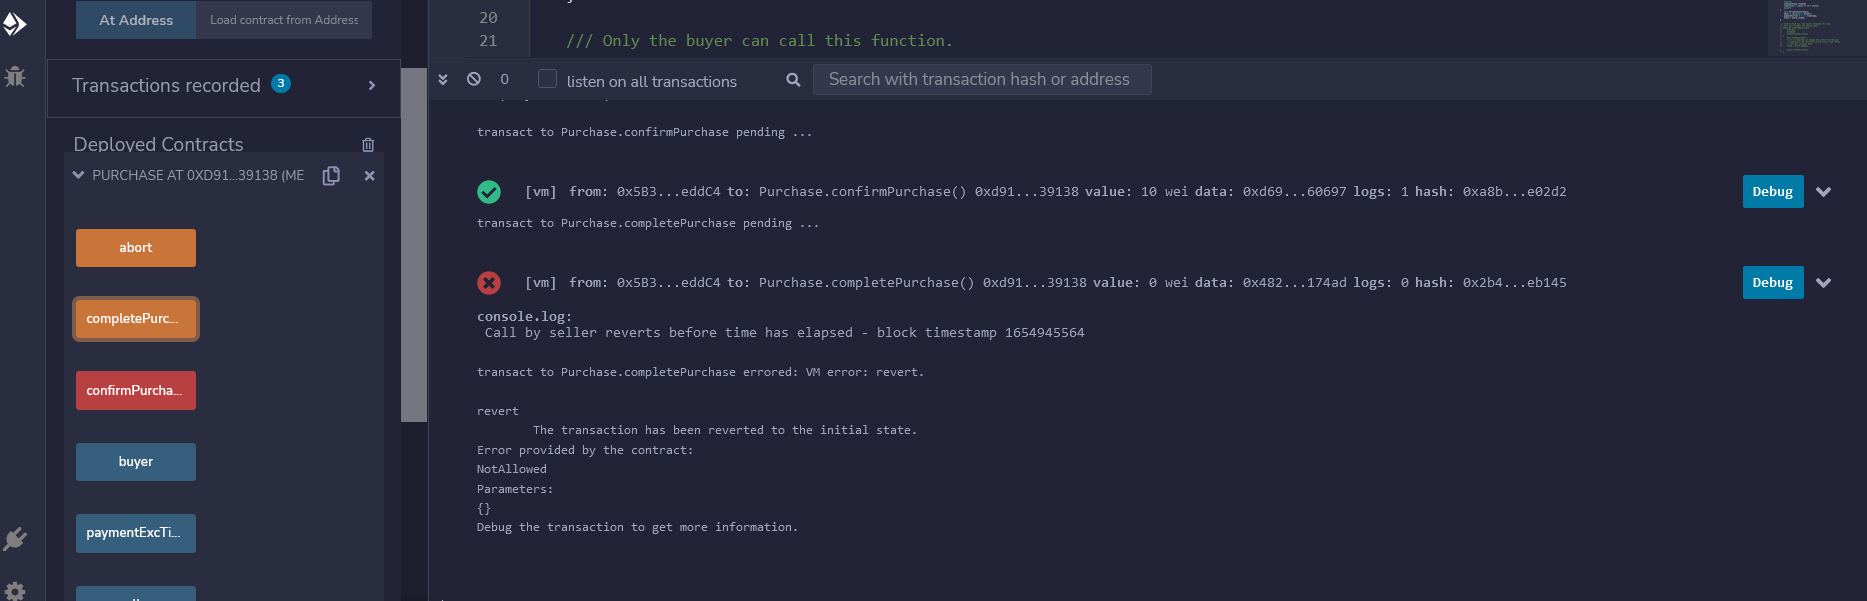 At Address
Load contract from Address
Transactions recorded 3
Deployed Contracts
PURCHASE AT 0XD91...39138 (ME
abort
completePurc...
confirmPurcha...
buyer
paymentExcTi...
20
21 /// Only the buyer can call this function.
0 listen on all transactions Search with transaction hash or address
transact to Purchase.confirmPurchase pending ...
[vm] from: 0x5B3...eddC4 to: Purchase.confirmPurchase() 0xd91...39138 value: 10 wei data: 0xd69...60697 logs: 1 hash: 0xa8b...e02d2
Debug
transact to Purchase.completePurchase pending ...
[vm] from: 0x5B3...eddC4 to: Purchase.completePurchase() 0xd91...39138 value: 0 wei data: 0x482...174ad logs: 0 hash: 0x2b4...eb145
Debug
console.log:
Call by seller reverts before time has elapsed - block timestamp 1654945564
transact to Purchase.completePurchase errored: VM error: revert.
revert
The transaction has been reverted to the initial state.
Error provided by the contract:
NotAllowed
Parameters:
{}
Debug the transaction to get more information.